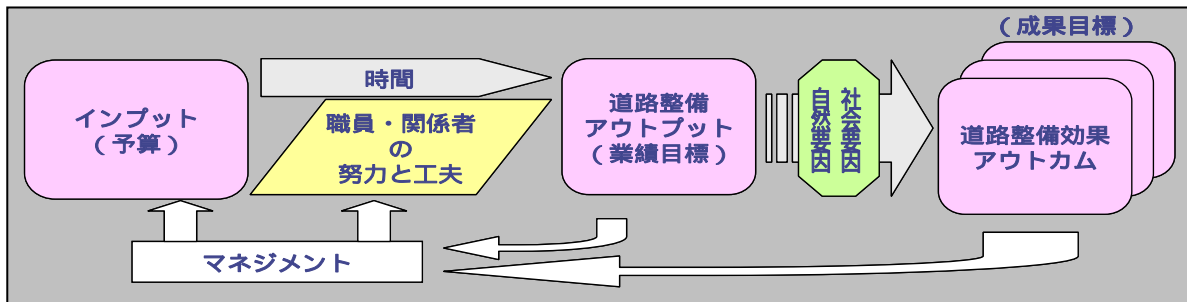 （成果目標）
インプット
（予算）
時間
職員・関係者
の
努力と工夫
道路整備
アウトプット
（業績目標）
社会要因
自然要因
道路整備効果
アウトカム
マネジメント